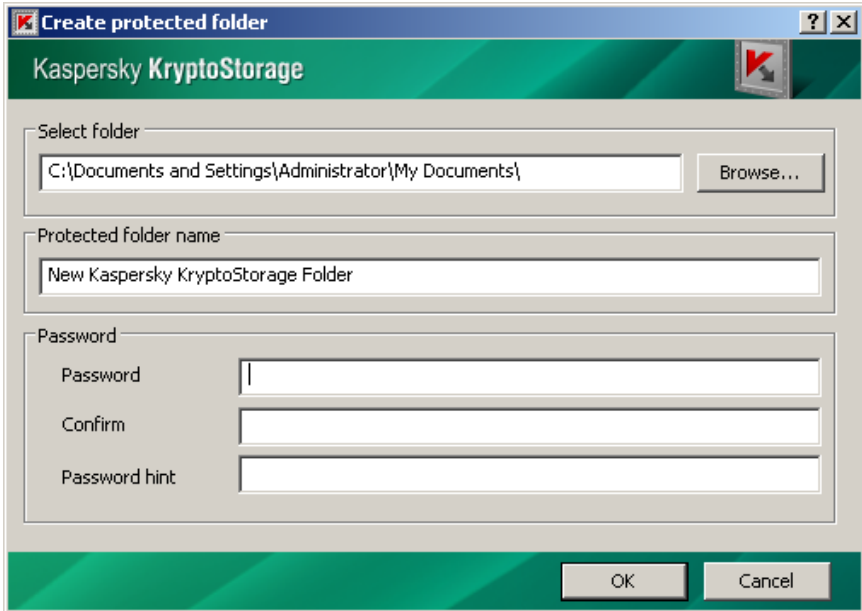 Create protected folder
Kaspersky KryptoStorage
Select folder
C:\Documents and Settings\Administrator\My Documents\
Browse...
Protected folder name
New Kaspersky KryptoStorage Folder
Password
Password
Confirm
Password hint
OK
Cancel